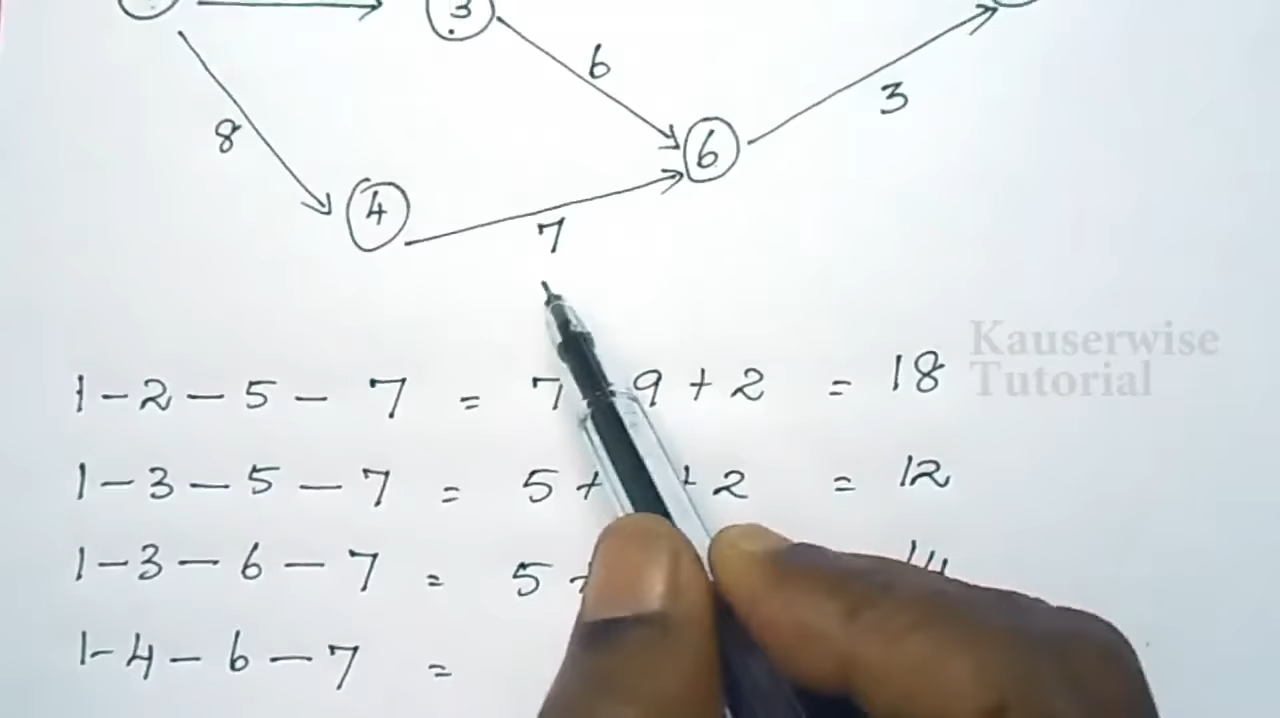 3
6
8
3
6
4
7
Kauserwise
Tutorial
1-2-5-7 = 7 9+2 = 18
1-3-5-7 = 5+ +2 = 12
1-3-6-7 = 5+ 14
1-4-6-7 =